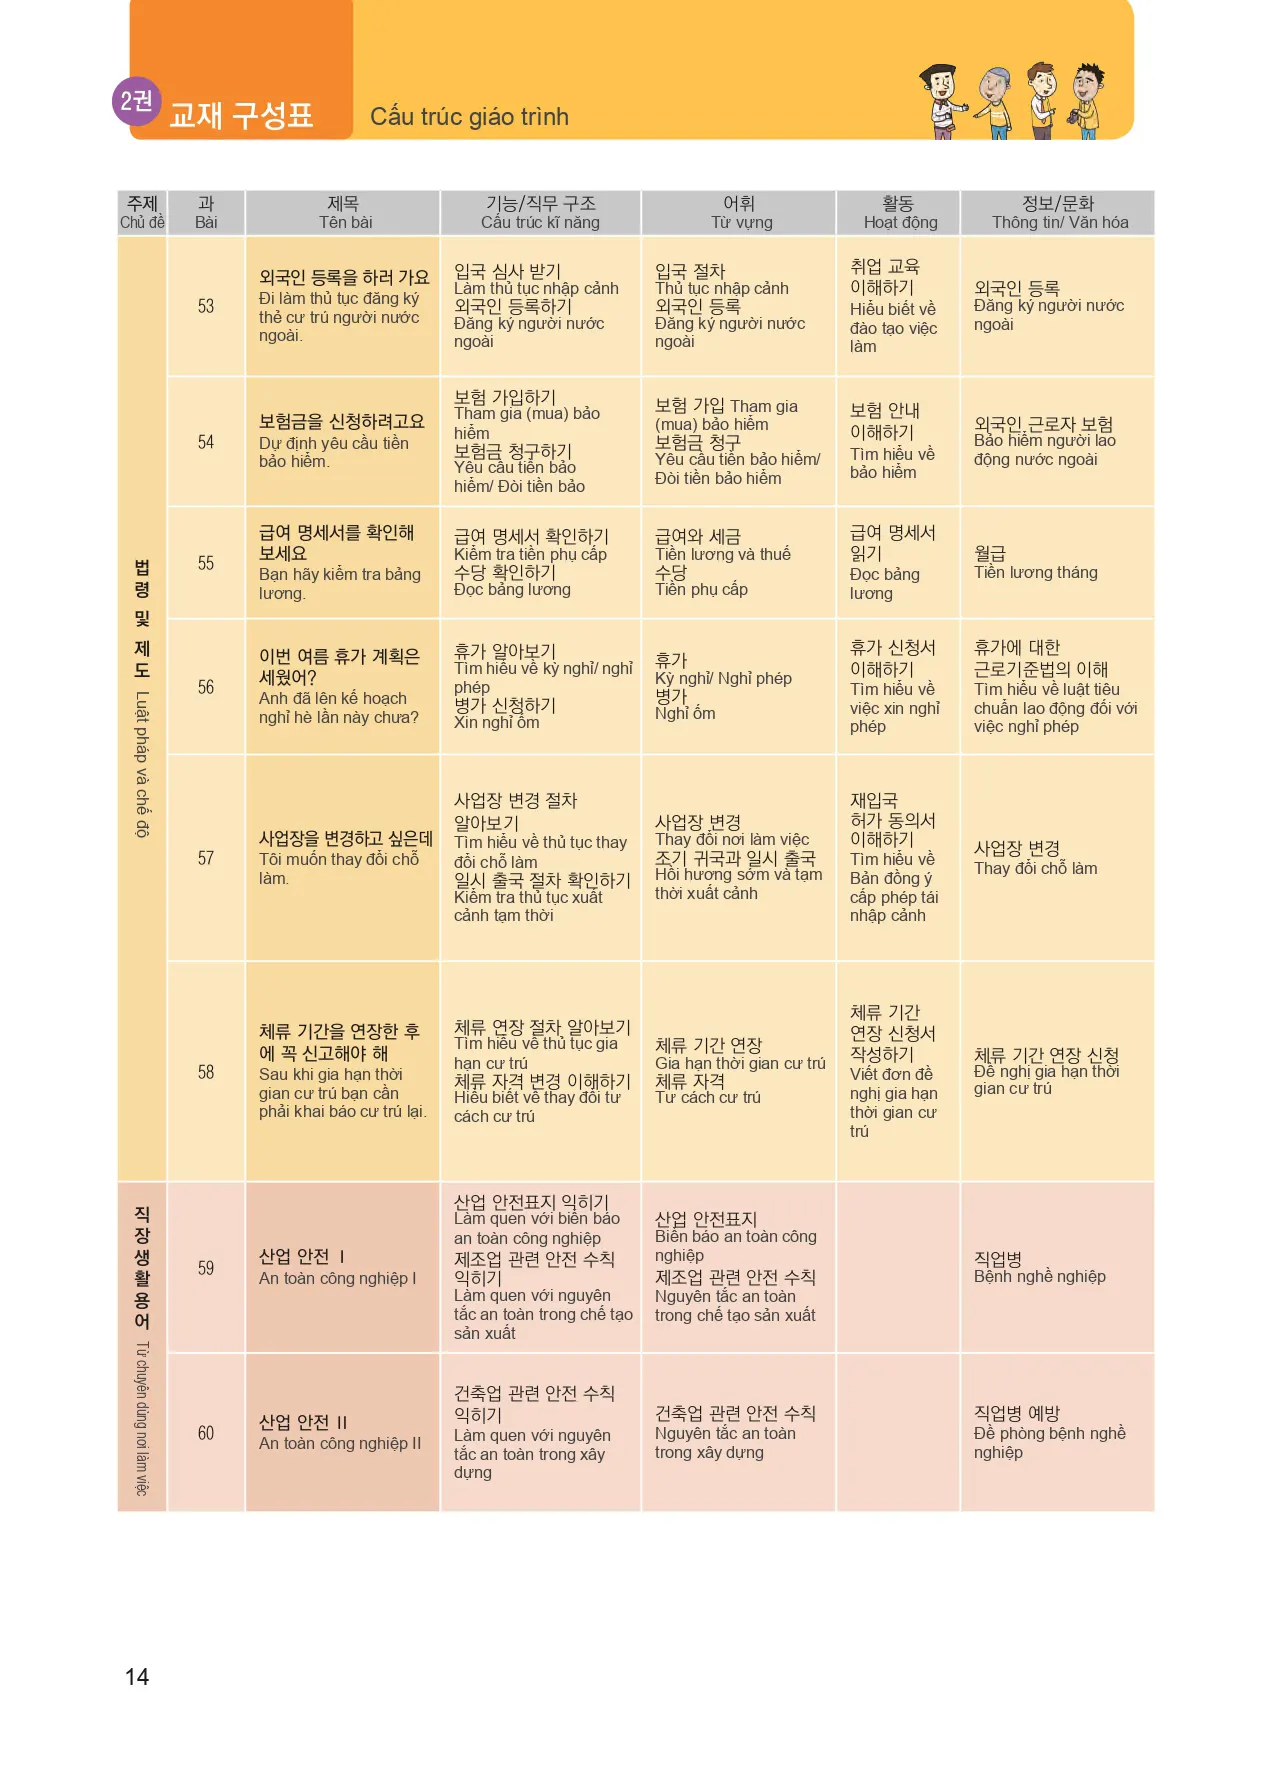 2권
교재 구성표
Cấu trúc giáo trình
주제
Chủ đề
과
Bài
제목
Tên bài
기능/직무 구조
Cấu trúc kĩ năng
어휘
Từ vựng
활동
Hoạt động
정보/문화
Thông tin/ Văn hóa
법령 및 제도 Luật pháp và chế độ
53
외국인 등록을 하러 가요
Đi làm thủ tục đăng ký
thẻ cư trú người nước
ngoài.
입국 심사 받기
Làm thủ tục nhập cảnh
외국인 등록하기
Đăng ký người nước
ngoài
입국 절차
Thủ tục nhập cảnh
외국인 등록
Đăng ký người nước
ngoài
취업 교육
이해하기
Hiểu biết về
đào tạo việc
làm
외국인 등록
Đăng ký người nước
ngoài
54
보험금을 신청하려고요
Dự định yêu cầu tiền
bảo hiểm.
보험 가입하기
Tham gia (mua) bảo
hiểm
보험금 청구하기
Yêu cầu tiền bảo
hiểm/ Đòi tiền bảo
보험 가입 Tham gia
(mua) bảo hiểm
보험금 청구
Yêu cầu tiền bảo hiểm/
Đòi tiền bảo hiểm
보험 안내
이해하기
Tìm hiểu về
bảo hiểm
외국인 근로자 보험
Bảo hiểm người lao
động nước ngoài
55
급여 명세서를 확인해
보세요
Bạn hãy kiểm tra bảng
lương.
급여 명세서 확인하기
Kiểm tra tiền phụ cấp
수당 확인하기
Đọc bảng lương
급여와 세금
Tiền lương và thuế
수당
Tiền phụ cấp
급여 명세서
읽기
Đọc bảng
lương
월급
Tiền lương tháng
56
이번 여름 휴가 계획은
세웠어?
Anh đã lên kế hoạch
nghỉ hè lần này chưa?
휴가 알아보기
Tìm hiểu về kỳ nghỉ/ nghỉ
phép
병가 신청하기
Xin nghỉ ốm
휴가
Kỳ nghỉ/ Nghỉ phép
병가
Nghỉ ốm
휴가 신청서
이해하기
Tìm hiểu về
việc xin nghỉ
phép
휴가에 대한
근로기준법의 이해
Tìm hiểu về luật tiêu
chuẩn lao động đối với
việc nghỉ phép
57
사업장을 변경하고 싶은데
Tôi muốn thay đổi chỗ
làm.
사업장 변경 절차
알아보기
Tìm hiểu về thủ tục thay
đổi chỗ làm
일시 출국 절차 확인하기
Kiểm tra thủ tục xuất
cảnh tạm thời
사업장 변경
Thay đổi nơi làm việc
조기 귀국과 일시 출국
Hồi hương sớm và tạm
thời xuất cảnh
재입국
허가 동의서
이해하기
Tìm hiểu về
Bản đồng ý
cấp phép tái
nhập cảnh
사업장 변경
Thay đổi chỗ làm
58
체류 기간을 연장한 후
에 꼭 신고해야 해
Sau khi gia hạn thời
gian cư trú bạn cần
phải khai báo cư trú lại.
체류 연장 절차 알아보기
Tìm hiểu về thủ tục gia
hạn cư trú
체류 자격 변경 이해하기
Hiểu biết về thay đổi tư
cách cư trú
체류 기간 연장
Gia hạn thời gian cư trú
체류 자격
Tư cách cư trú
체류 기간
연장 신청서
작성하기
Viết đơn đề
nghị gia hạn
thời gian cư
trú
체류 기간 연장 신청
Đề nghị gia hạn thời
gian cư trú
직장생활용어 Từ chuyên dùng nơi làm việc
59
산업 안전 Ⅰ
An toàn công nghiệp I
산업 안전표지 익히기
Làm quen với biển báo
an toàn công nghiệp
제조업 관련 안전 수칙
익히기
Làm quen với nguyên
tắc an toàn trong chế tạo
sản xuất
산업 안전표지
Biển báo an toàn công
nghiệp
제조업 관련 안전 수칙
Nguyên tắc an toàn
trong chế tạo sản xuất
직업병
Bệnh nghề nghiệp
60
산업 안전 II
An toàn công nghiệp II
건축업 관련 안전 수칙
익히기
Làm quen với nguyên
tắc an toàn trong xây
dựng
건축업 관련 안전 수칙
Nguyên tắc an toàn
trong xây dựng
직업병 예방
Đề phòng bệnh nghề
nghiệp
14